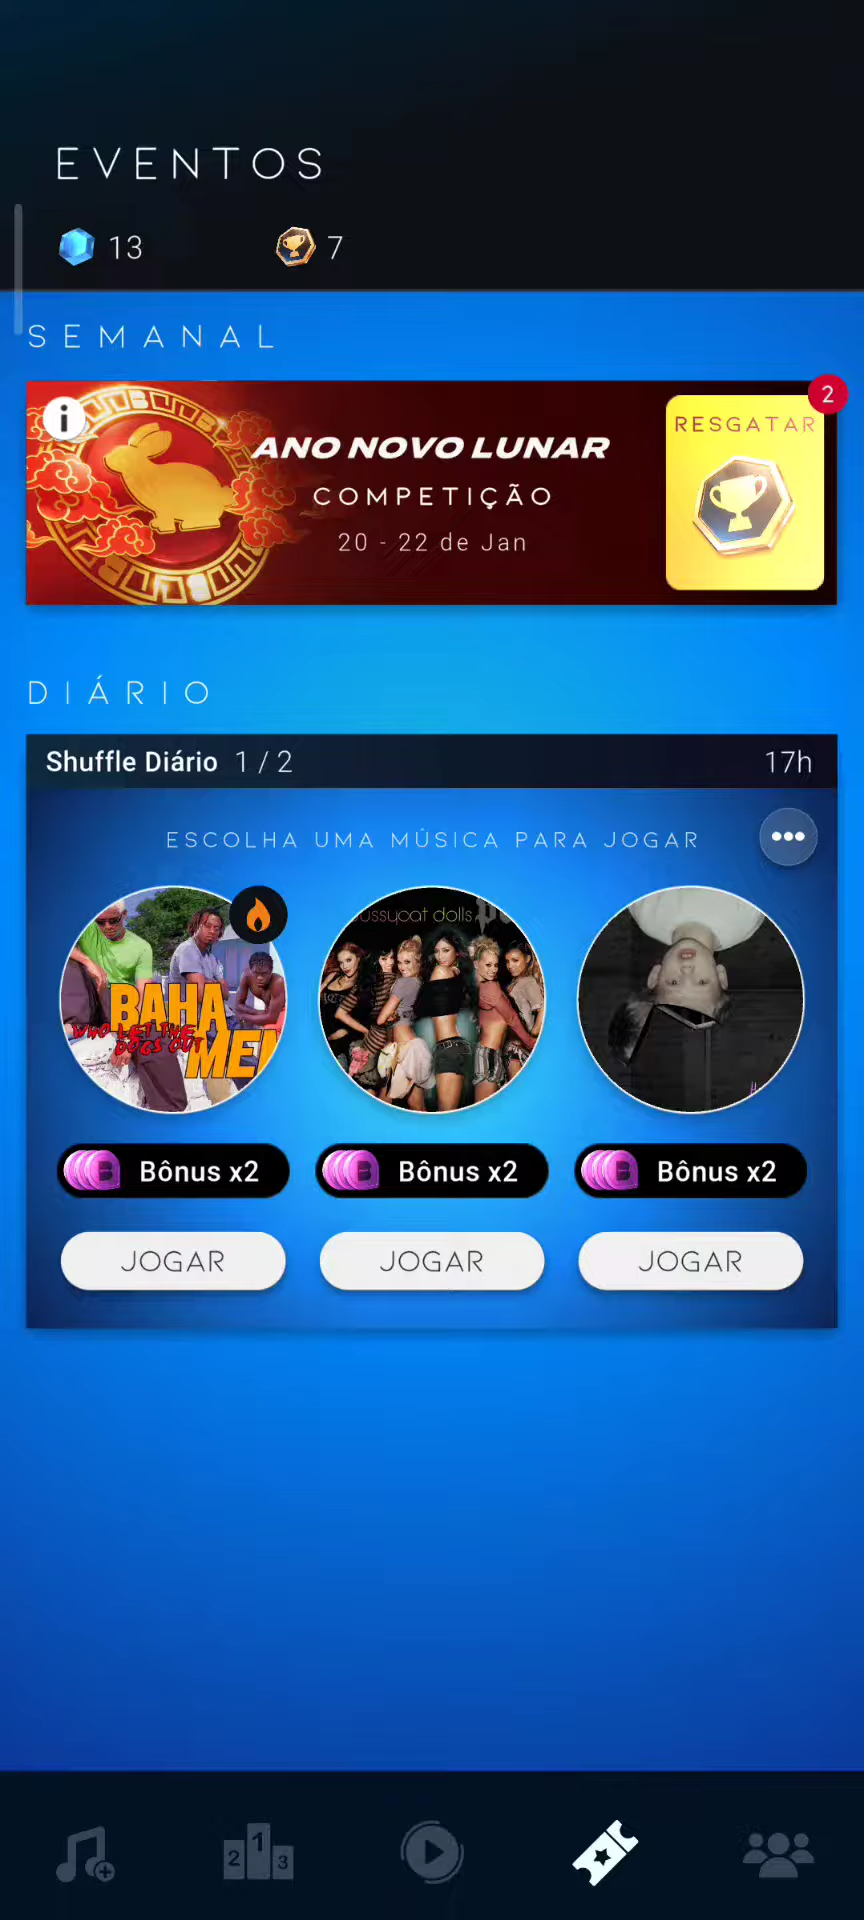 EVENTOS
13
7
SEMANAL
2
RESGATAR
ANO NOVO LUNAR
COMPETIÇÃO
20 - 22 de Jan
DIÁRIO
Shuffle Diário 1 / 2
17h
ESCOLHA UMA MÚSICA PARA JOGAR
BAHA
MEN
WHO LET THE
DOGS OUT
ussycat dolls
Bônus x2
Bônus x2
Bônus x2
JOGAR
JOGAR
JOGAR
2 1 3